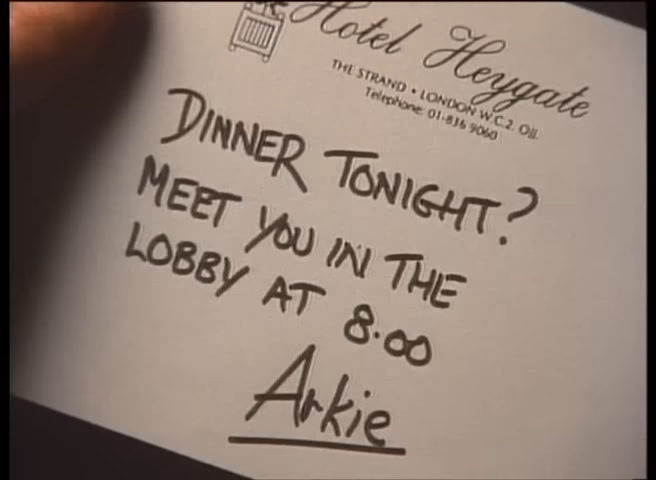 Hotel Heygate
THE STRAND • LONDON W.C.2. Oll.
Telephone: 01-836 9060
DINNER TONIGHT?
MEET YOU IN THE
LOBBY AT 8.00
Arkie